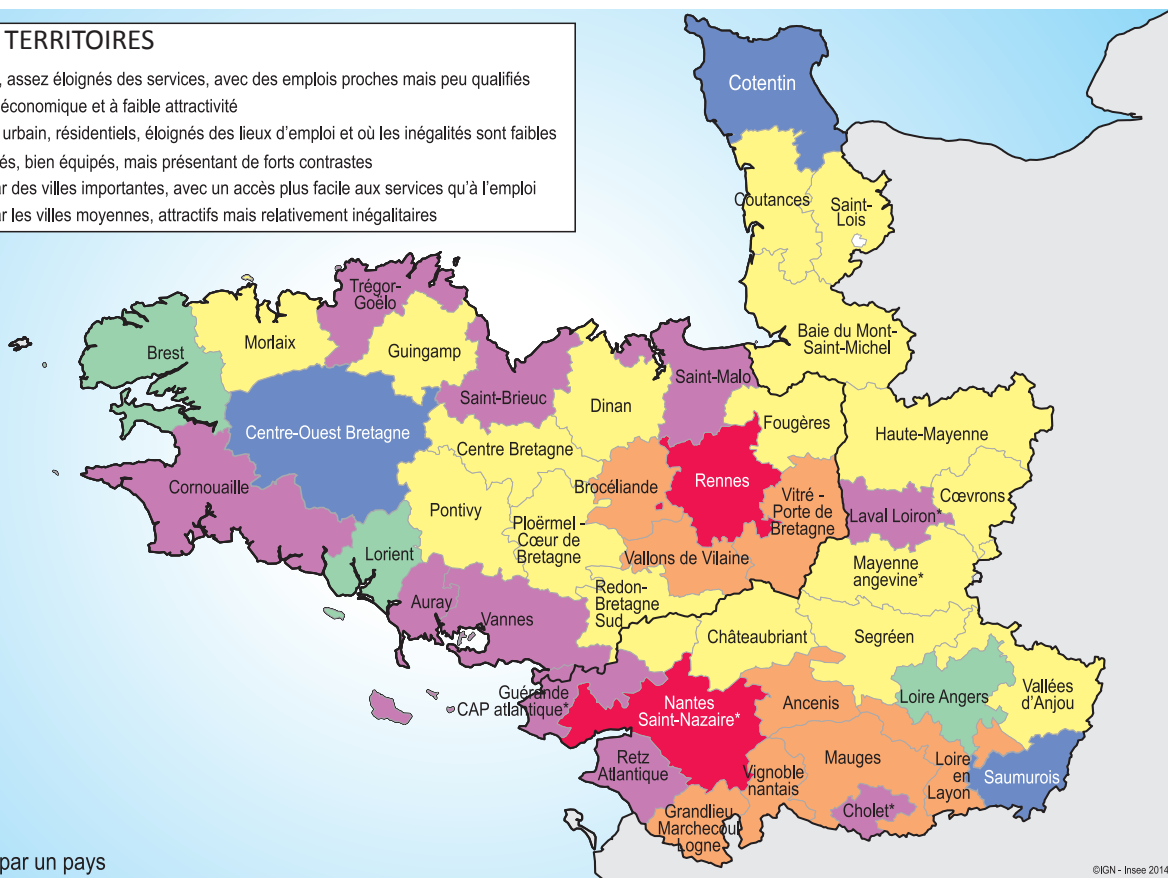 TERRITOIRES
, assez éloignés des services, avec des emplois proches mais peu qualifiés
économique et à faible attractivité
urbain, résidentiels, éloignés des lieux d'emploi et où les inégalités sont faibles
és, bien équipés, mais présentant de forts contrastes
ar des villes importantes, avec un accès plus facile aux services qu'à l'emploi
ar les villes moyennes, attractifs mais relativement inégalitaires
Cotentin
Coutances
Saint-
Lois
Baie du Mont-
Saint-Michel
Trégor-
Goëlo
Morlaix
Brest
Guingamp
Saint-Brieuc
Saint-Malo
Dinan
Fougères
Haute-Mayenne
Centre-Ouest Bretagne
Centre Bretagne
Cornouaille
Pontivy
Brocéliande
Rennes
Vitré -
Porte de
Bretagne
Laval Loiron*
Cœvrons
Ploërmel -
Cœur de
Bretagne
Lorient
Vallons de Vilaine
Mayenne
angevine*
Auray
Vannes
Redon-
Bretagne
Sud
Châteaubriant
Segréen
Guérande
CAP atlantique*
Nantes
Saint-Nazaire*
Ancenis
Loire Angers
Vallées
d'Anjou
Retz
Atlantique
Vignoble
nantais
Mauges
Loire
en
Layon
Saumurois
Grandlieu
Marchecoul
Logne
Cholet*
par un pays
©IGN - Insee 2014